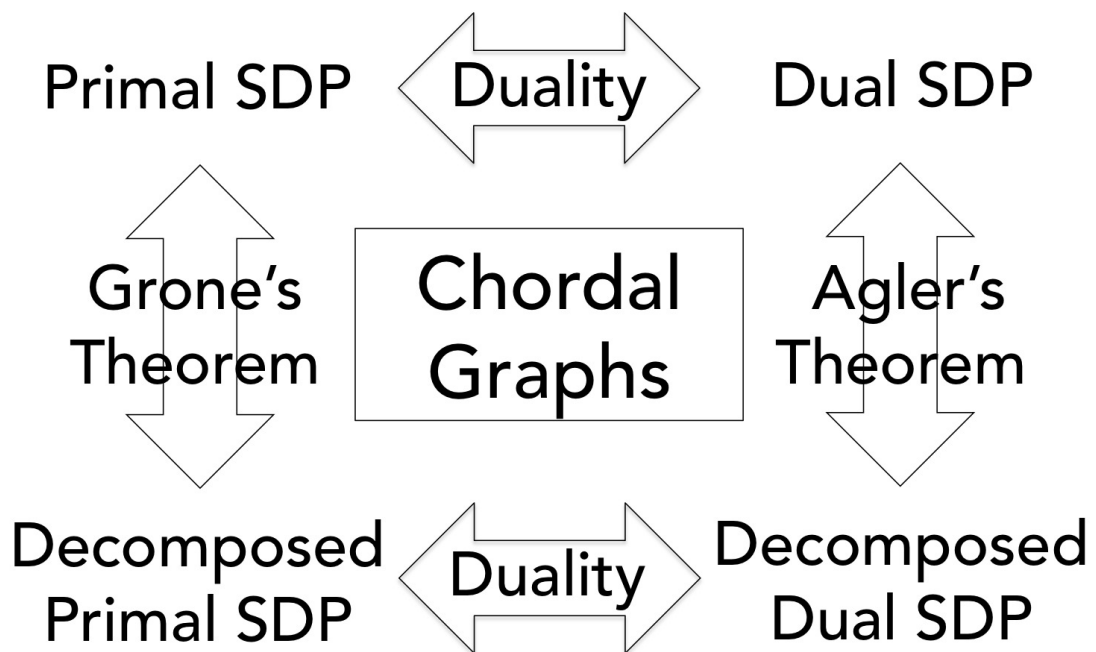 Primal SDP
Duality
Dual SDP
Grone's
Theorem
Chordal
Graphs
Agler's
Theorem
Decomposed
Primal SDP
Duality
Decomposed
Dual SDP